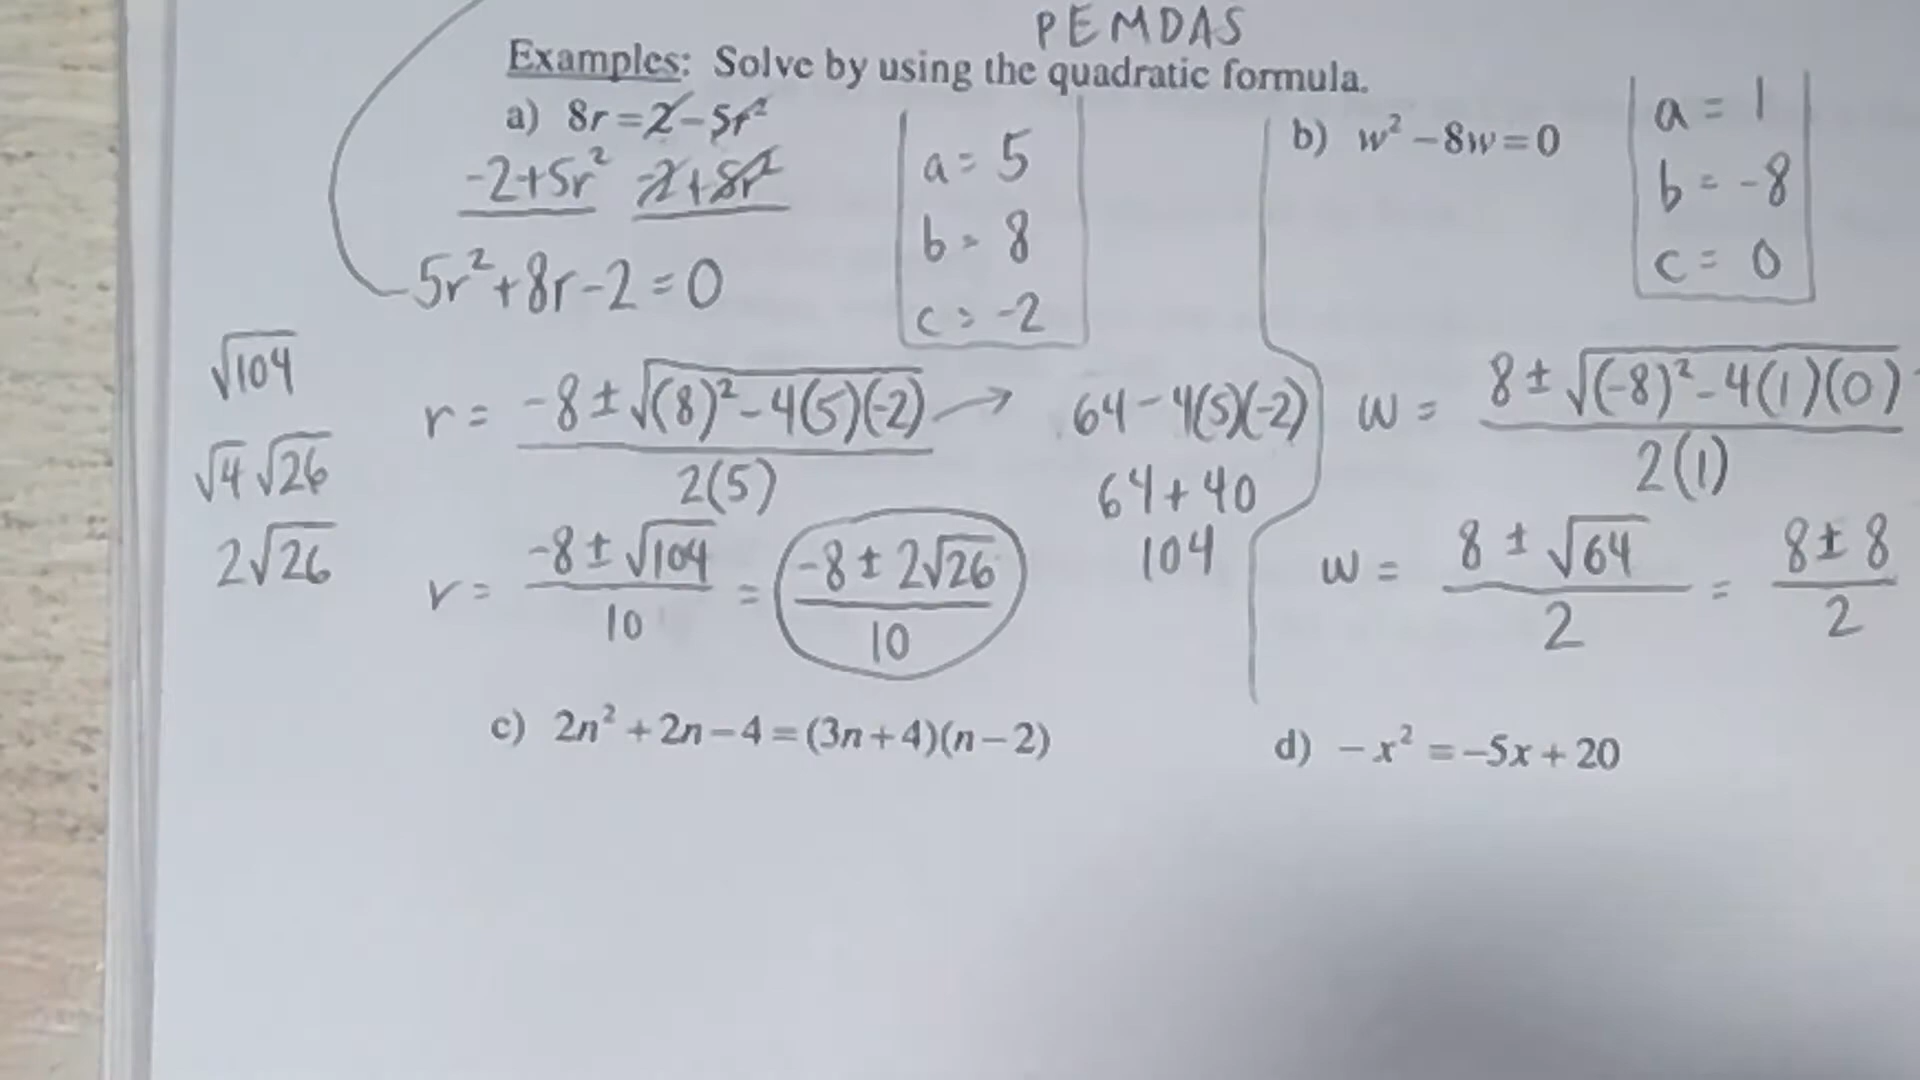 PEMDAS
Examples: Solve by using the quadratic formula.
a) 8r = 2 - 5r²
-2+5r² -2+5r²
5r²+8r-2=0
a = 5
b = 8
c = -2
√104
√4 √26
2√26
r = -8 ± √(8)²-4(5)(-2) → 64-4(5)(-2)
2(5)
64+40
104
r = -8 ± √104 = -8 ± 2√26
10 10
b) w² - 8w = 0
a = 1
b = -8
c = 0
w = 8 ± √(-8)²-4(1)(0)
2(1)
w = 8 ± √64 = 8 ± 8
2 2
c) 2n² + 2n - 4 = (3n + 4)(n - 2)
d) -x² = -5x + 20